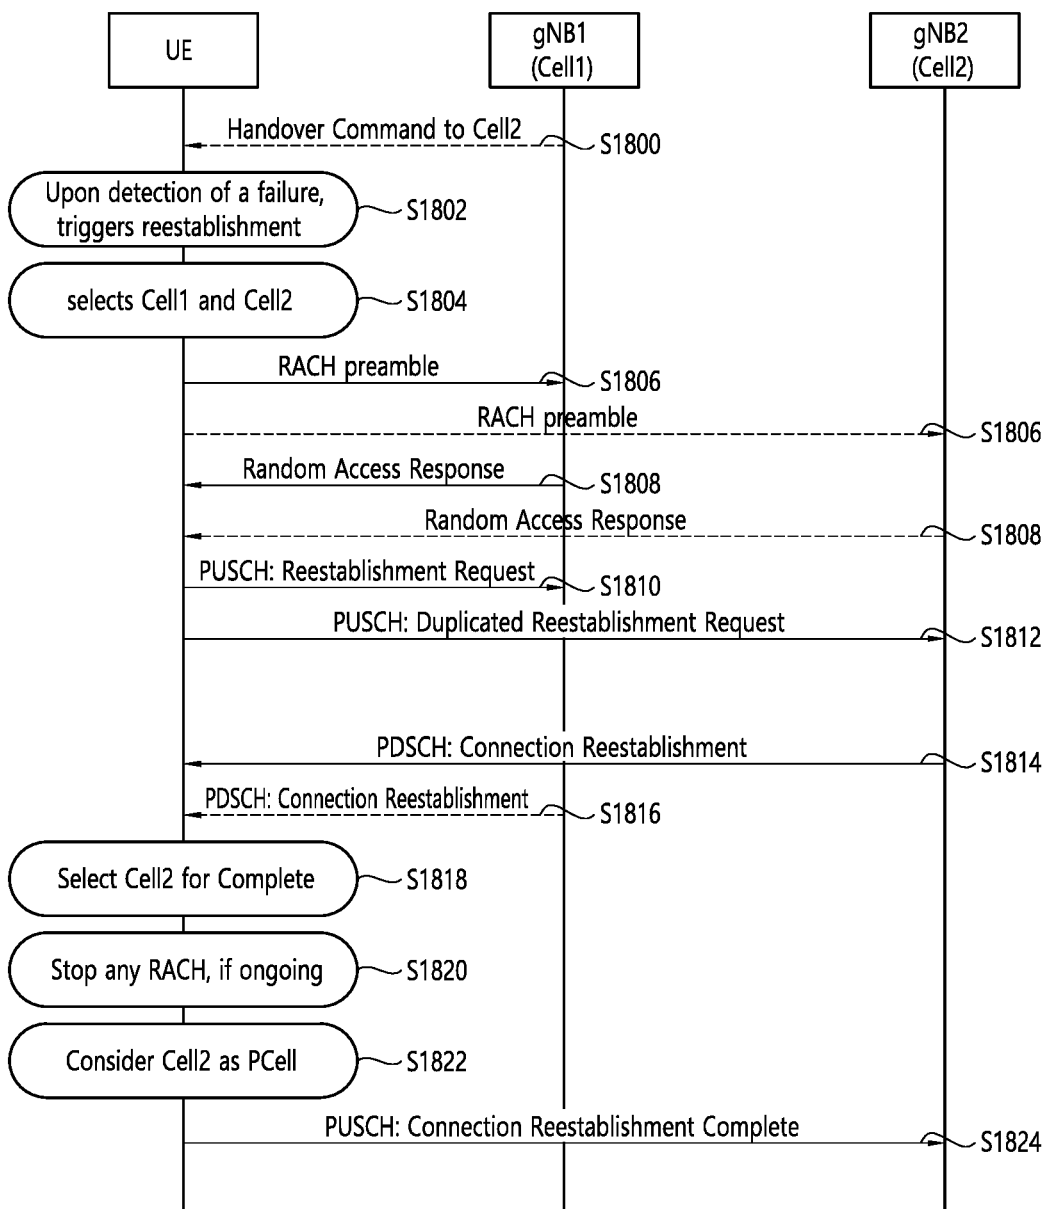 UE
gNB1
(Cell1)
gNB2
(Cell2)
Handover Command to Cell2
S1800
Upon detection of a failure,
triggers reestablishment
S1802
selects Cell1 and Cell2
S1804
RACH preamble
S1806
RACH preamble
S1806
Random Access Response
S1808
Random Access Response
S1808
PUSCH: Reestablishment Request
S1810
PUSCH: Duplicated Reestablishment Request
S1812
PDSCH: Connection Reestablishment
S1814
PDSCH: Connection Reestablishment
S1816
Select Cell2 for Complete
S1818
Stop any RACH, if ongoing
S1820
Consider Cell2 as PCell
S1822
PUSCH: Connection Reestablishment Complete
S1824